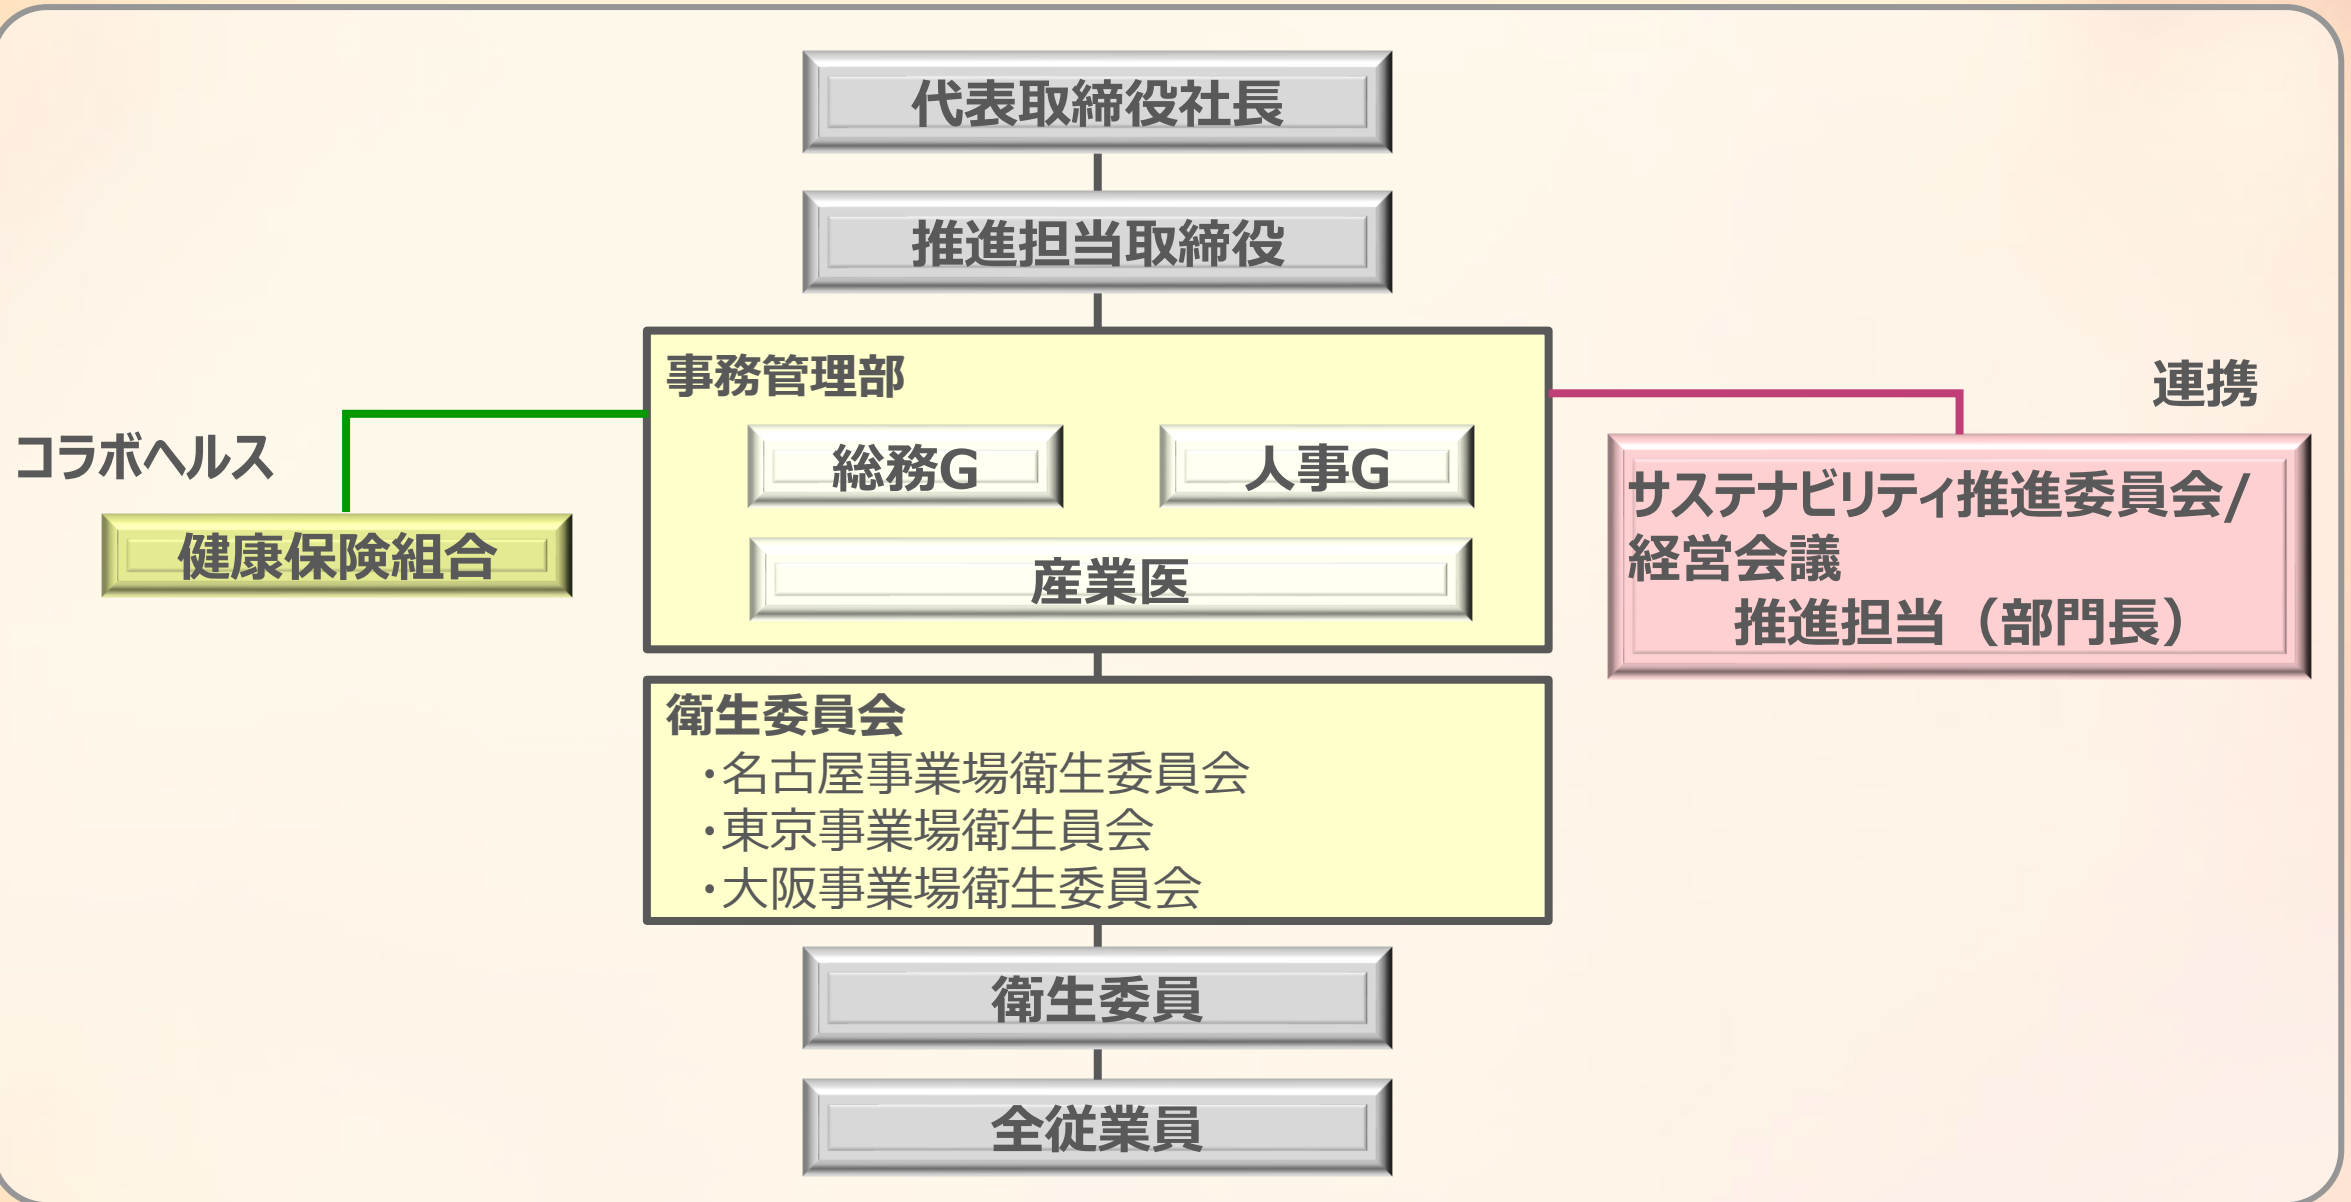 代表取締役社長
推進担当取締役
事務管理部
総務G
人事G
産業医
コラボヘルス
健康保険組合
連携
サステナビリティ推進委員会/
経営会議
推進担当（部門長）
衛生委員会
・名古屋事業場衛生委員会
・東京事業場衛生員会
・大阪事業場衛生委員会
衛生委員
全従業員